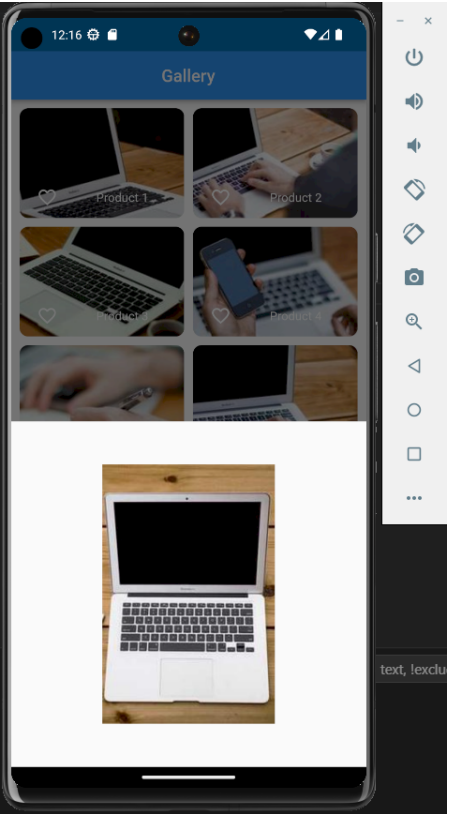 12:16
Gallery
Product 1
Product 2
Product 3
Product 4
text, !exclu